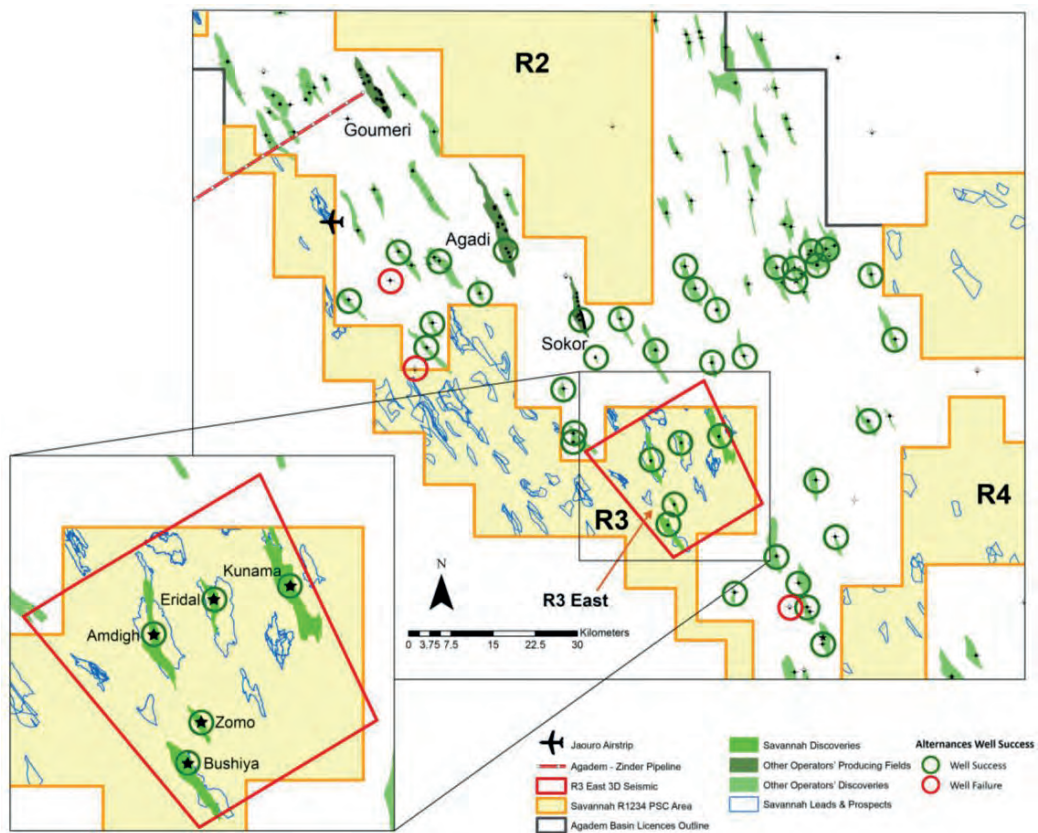 R2
Goumeri
Agadi
Sokor
R4
R3
R3 East
N
Kilometers
0 3.75 7.5 15 22.5 30
Kunama
Eridal
Amdigh
Zomo
Bushiya
Jaouro Airstrip
Agadem - Zinder Pipeline
R3 East 3D Seismic
Savannah R1234 PSC Area
Agadem Basin Licences Outline
Savannah Discoveries
Other Operators' Producing Fields
Other Operators' Discoveries
Savannah Leads & Prospects
Alternances Well Success
Well Success
Well Failure